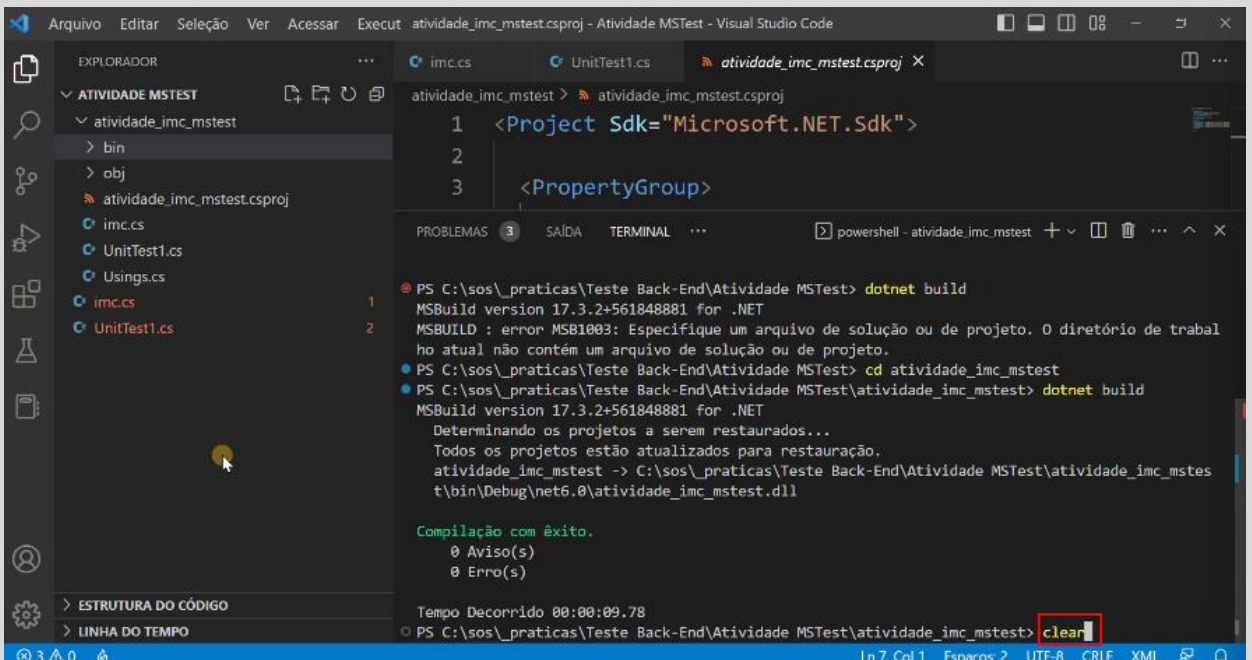 Arquivo Editar Seleção Ver Acessar Execut atividade_imc_mstest.csproj - Atividade MSTest - Visual Studio Code
EXPLORADOR
ATIVIDADE MSTEST
atividade_imc_mstest
bin
obj
atividade_imc_mstest.csproj
imc.cs
UnitTest1.cs
Usings.cs
imc.cs 1
UnitTest1.cs 2
ESTRUTURA DO CÓDIGO
LINHA DO TEMPO
imc.cs UnitTest1.cs atividade_imc_mstest.csproj
atividade_imc_mstest > atividade_imc_mstest.csproj
1 <Project Sdk="Microsoft.NET.Sdk">
2
3 <PropertyGroup>
PROBLEMAS 3 SAÍDA TERMINAL ... powershell - atividade_imc_mstest
PS C:\sos\_praticas\Teste Back-End\Atividade MSTest> dotnet build
MSBuild version 17.3.2+561848881 for .NET
MSBUILD : error MSB1003: Especifique um arquivo de solução ou de projeto. O diretório de trabal
ho atual não contém um arquivo de solução ou de projeto.
PS C:\sos\_praticas\Teste Back-End\Atividade MSTest> cd atividade_imc_mstest
PS C:\sos\_praticas\Teste Back-End\Atividade MSTest\atividade_imc_mstest> dotnet build
MSBuild version 17.3.2+561848881 for .NET
Determinando os projetos a serem restaurados...
Todos os projetos estão atualizados para restauração.
atividade_imc_mstest -> C:\sos\_praticas\Teste Back-End\Atividade MSTest\atividade_imc_mstes
t\bin\Debug\net6.0\atividade_imc_mstest.dll
Compilação com êxito.
0 Aviso(s)
0 Erro(s)
Tempo Decorrido 00:00:09.78
PS C:\sos\_praticas\Teste Back-End\Atividade MSTest\atividade_imc_mstest> clear
3 0 Ln 7, Col 1 Espaços: 2 UTF-8 CRLF XML